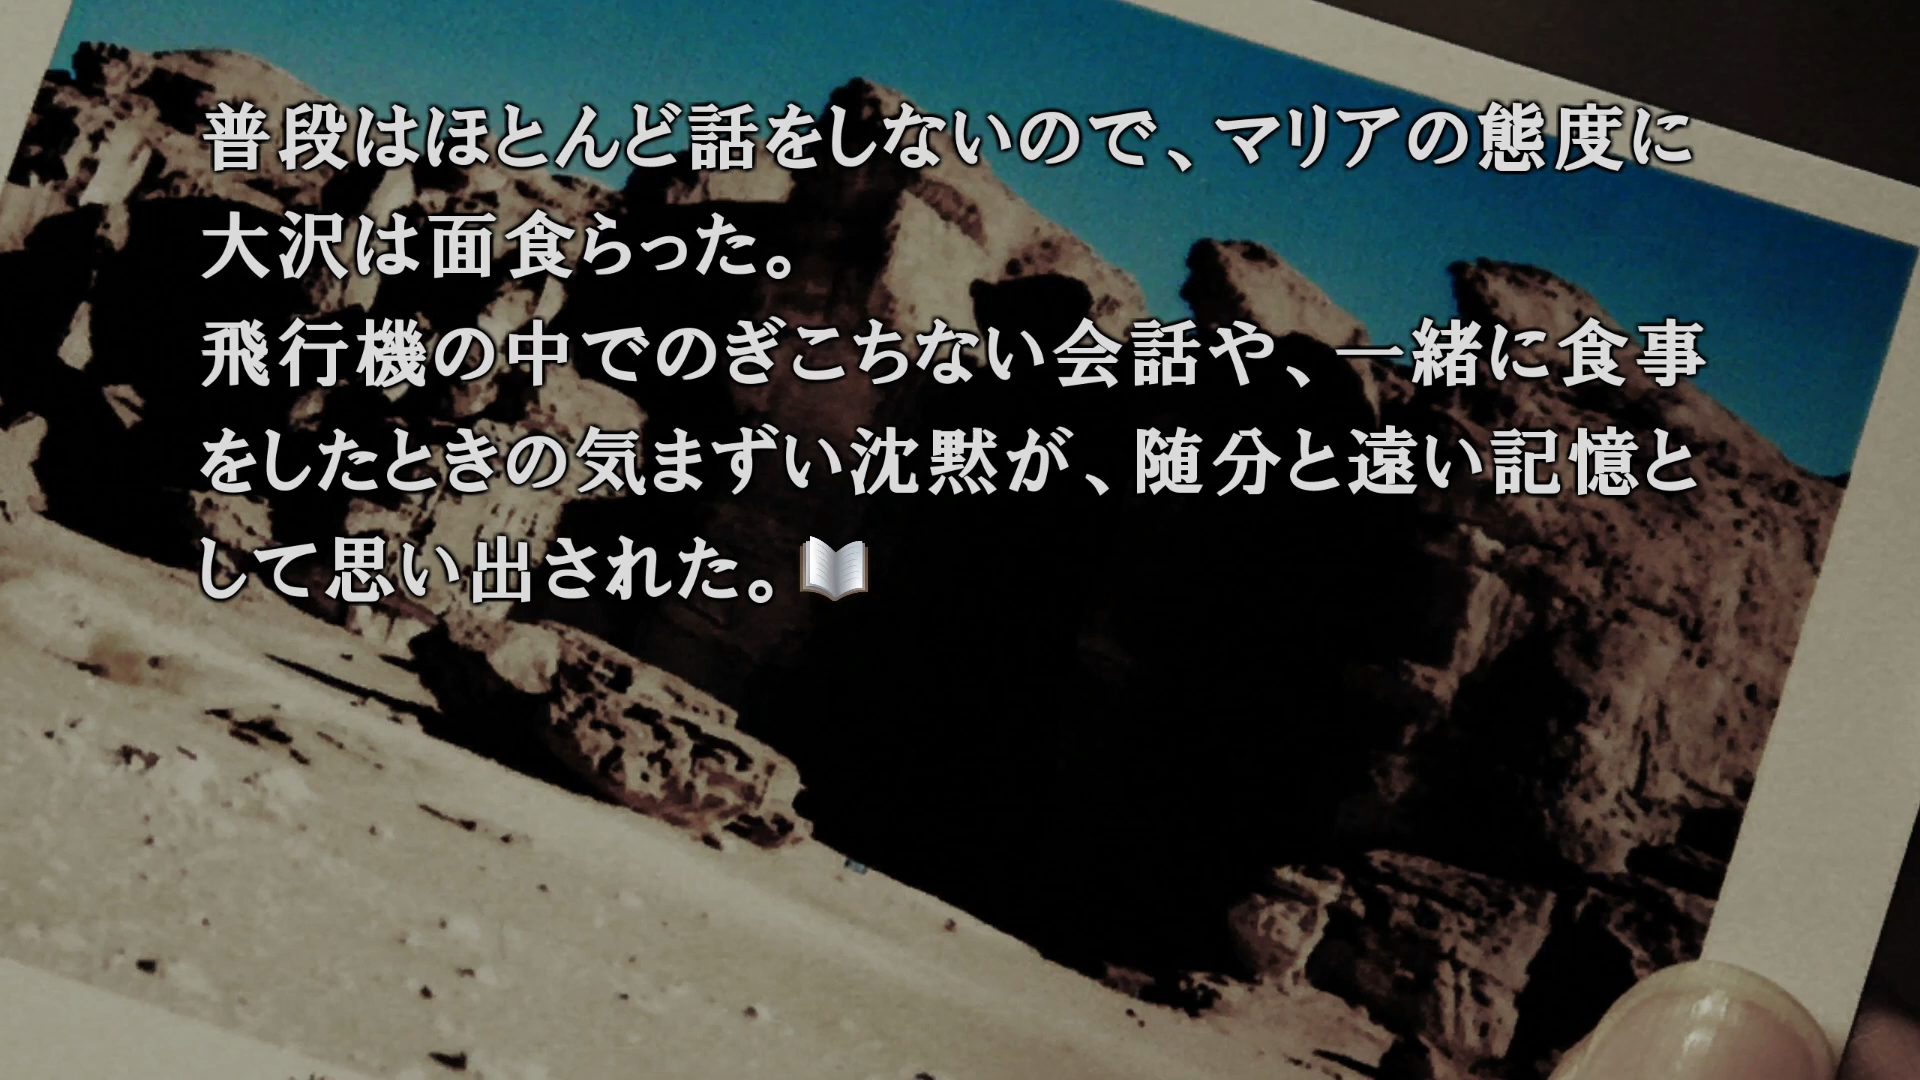 普段はほとんど話をしないので、マリアの態度に
大沢は面食らった。
飛行機の中でのぎこちない会話や、一緒に食事
をしたときの気まずい沈黙が、随分と遠い記憶と
して思い出された。